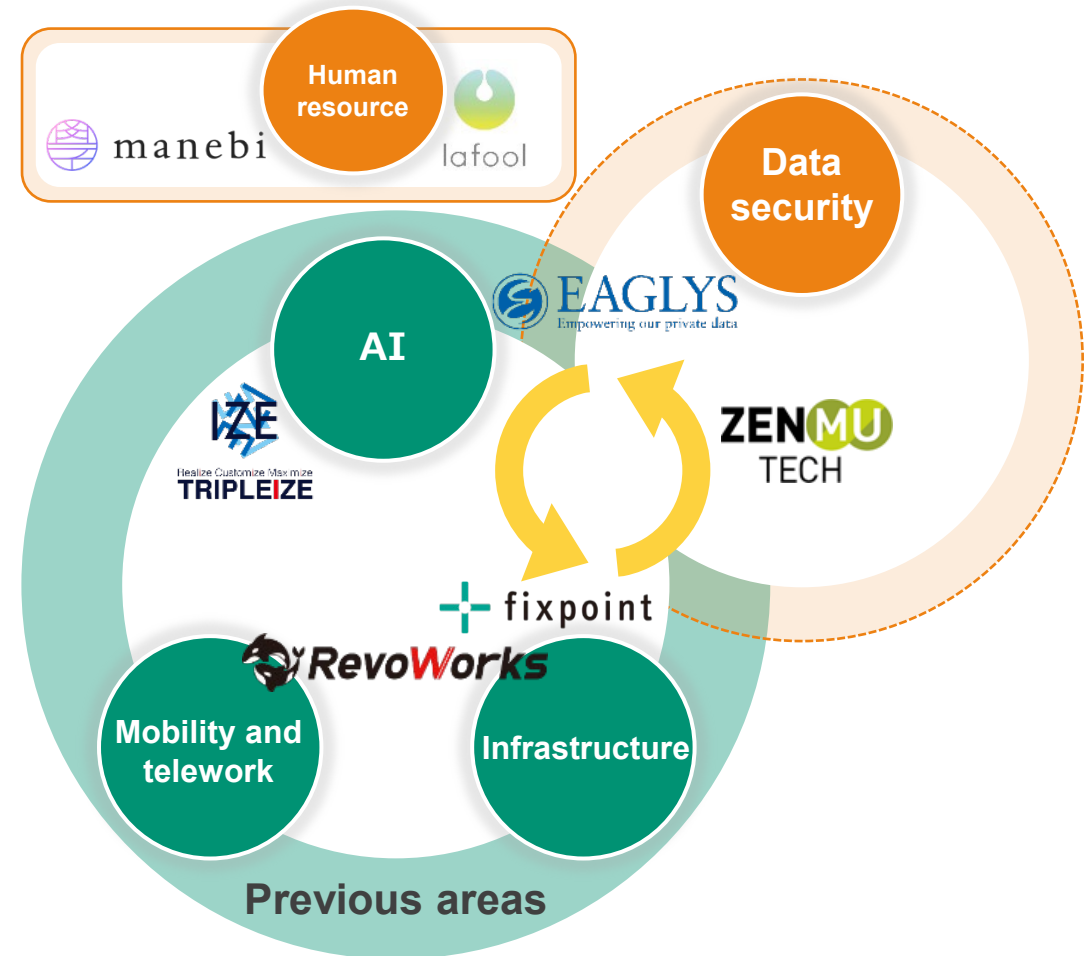 Human
resource
manebi
lafool
Data
security
EAGLYS
Empowering our private data
AI
IZE
Realize Customize Maximize
TRIPLEIZE
ZENMU
TECH
fixpoint
RevoWorks
Mobility and
telework
Infrastructure
Previous areas